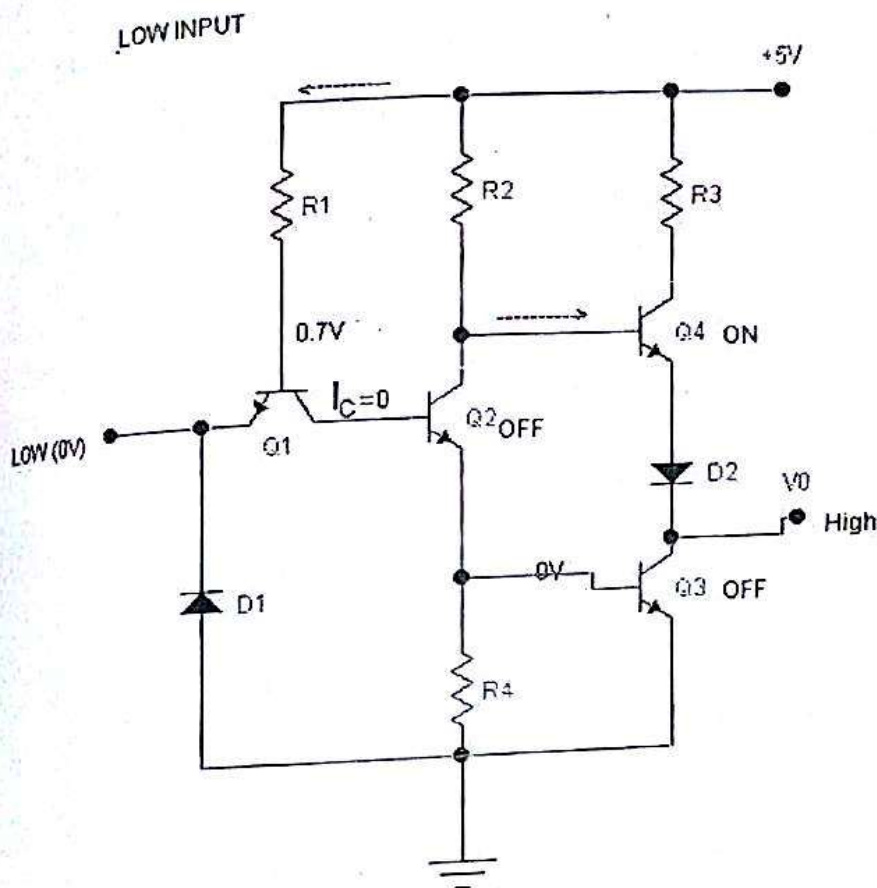 LOW INPUT
+5V
R1
R2
R3
0.7V
Q4 ON
I_C=0
Q2 OFF
LOW (0V)
Q1
D2
V0
High
0V
D1
Q3 OFF
R4